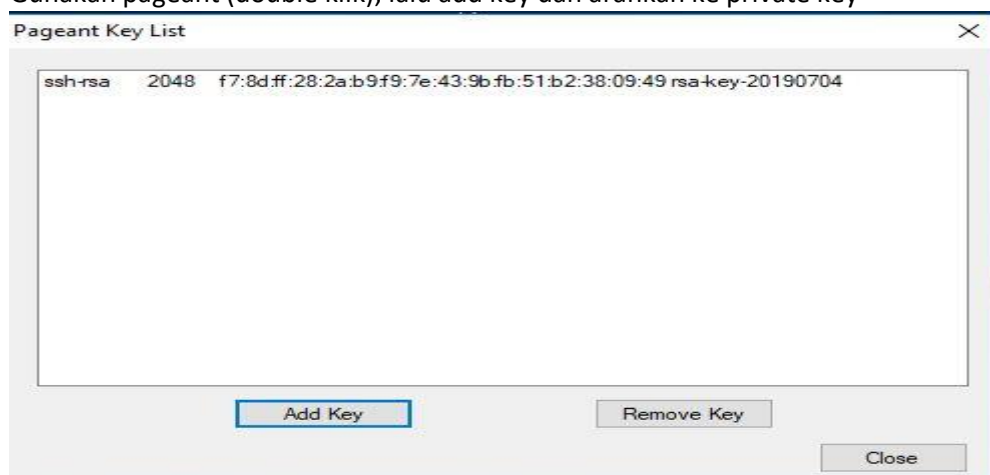 Gunakan pageant (double klik), lalu add key dan arahkan ke private key
Pageant Key List
ssh-rsa 2048 f7:8d:ff:28:2a:b9:f9:7e:43:9b:fb:51:b2:38:09:49 rsa-key-20190704
Add Key Remove Key
Close